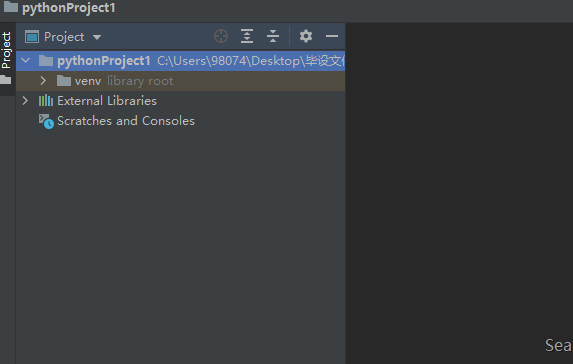 pythonProject1
Project
Project
pythonProject1 C:\Users\98074\Desktop\毕设文
venv library root
External Libraries
Scratches and Consoles
Sea